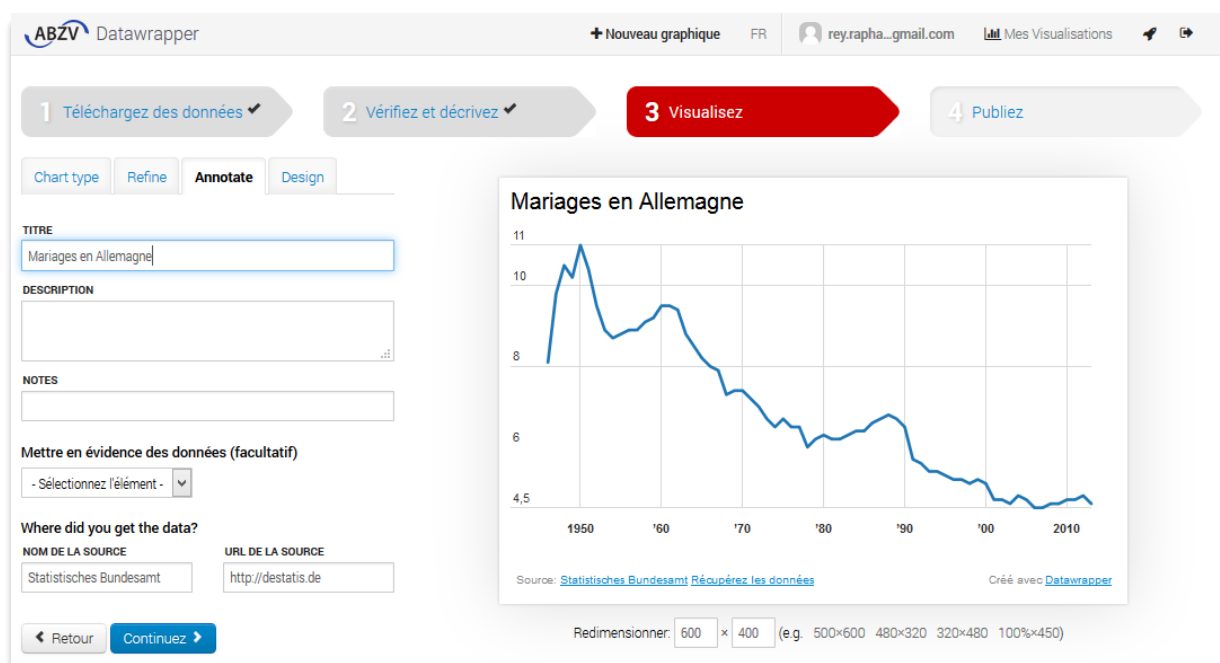 ABZV Datawrapper
Nouveau graphique FR rey.rapha...gmail.com Mes Visualisations
1 Téléchargez des données
2 Vérifiez et décrivez
3 Visualisez
4 Publiez
Chart type Refine Annotate Design
TITRE
Mariages en Allemagne
DESCRIPTION
NOTES
Mettre en évidence des données (facultatif)
- Sélectionnez l'élément -
Where did you get the data?
NOM DE LA SOURCE URL DE LA SOURCE
Statistisches Bundesamt http://destatis.de
Retour Continuez
Mariages en Allemagne
11
10
8
6
4,5
1950 '60 '70 '80 '90 '00 2010
Source: Statistisches Bundesamt Récupérez les données Créé avec Datawrapper
Redimensionner: 600 × 400 (e.g. 500×600 480×320 320×480 100%×450)